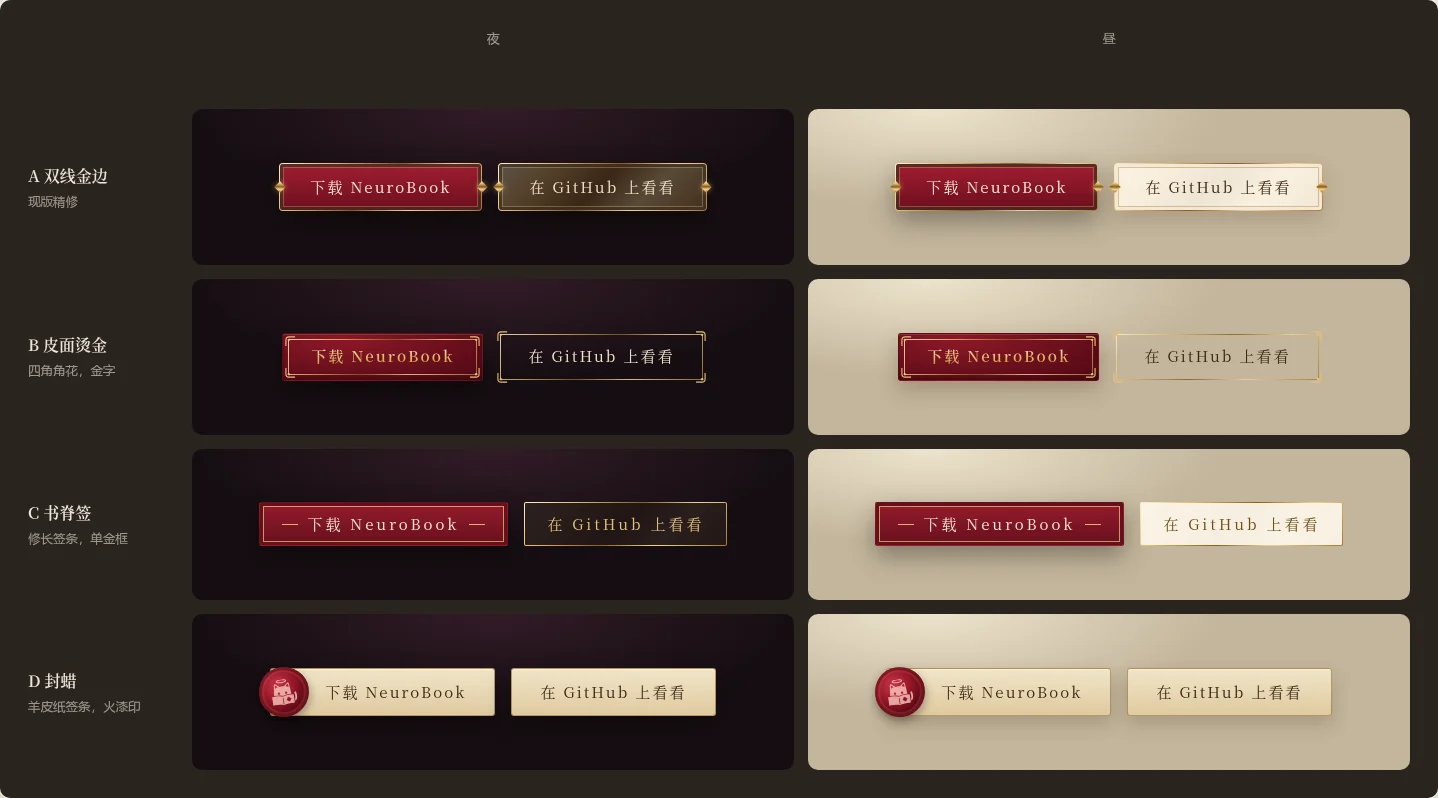 夜
昼
A 双线金边
现版精修
下载 NeuroBook
在 GitHub 上看看
下载 NeuroBook
在 GitHub 上看看
B 皮面烫金
四角角花，金字
下载 NeuroBook
在 GitHub 上看看
下载 NeuroBook
在 GitHub 上看看
C 书脊签
修长签条，单金框
— 下载 NeuroBook —
在 GitHub 上看看
— 下载 NeuroBook —
在 GitHub 上看看
D 封蜡
羊皮纸签条，火漆印
下载 NeuroBook
在 GitHub 上看看
下载 NeuroBook
在 GitHub 上看看